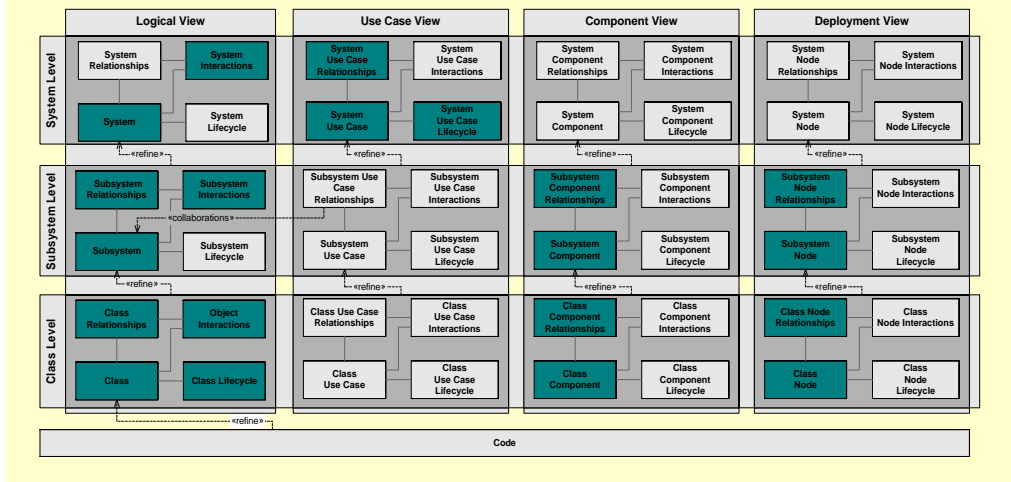 Logical View
Use Case View
Component View
Deployment View
System Level
System
Relationships
System
Interactions
System
System
Lifecycle
System
Use Case
Relationships
System
Use Case
Interactions
System
Use Case
System
Use Case
Lifecycle
System
Component
Relationships
System
Component
Interactions
System
Component
System
Component
Lifecycle
System
Node
Relationships
System
Node Interactions
System
Node
System
Node Lifecycle
«refine»
«refine»
«refine»
«refine»
Subsystem Level
Subsystem
Relationships
Subsystem
Interactions
«collaborations»
Subsystem
Subsystem
Lifecycle
Subsystem Use
Case
Relationships
Subsystem
Use Case
Interactions
Subsystem
Use Case
Subsystem
Use Case
Lifecycle
Subsystem
Component
Relationships
Subsystem
Component
Interactions
Subsystem
Component
Subsystem
Component
Lifecycle
Subsystem
Node
Relationships
Subsystem
Node Interactions
Subsystem
Node
Subsystem
Node
Lifecycle
«refine»
«refine»
«refine»
«refine»
Class Level
Class
Relationships
Object
Interactions
Class
Class Lifecycle
Class Use Case
Relationships
Class
Use Case
Interactions
Class
Use Case
Class
Use Case
Lifecycle
Class
Component
Relationships
Class
Component
Interactions
Class
Component
Class
Component
Lifecycle
Class Node
Relationships
Class
Node Interactions
Class
Node
Class
Node
Lifecycle
«refine»
Code